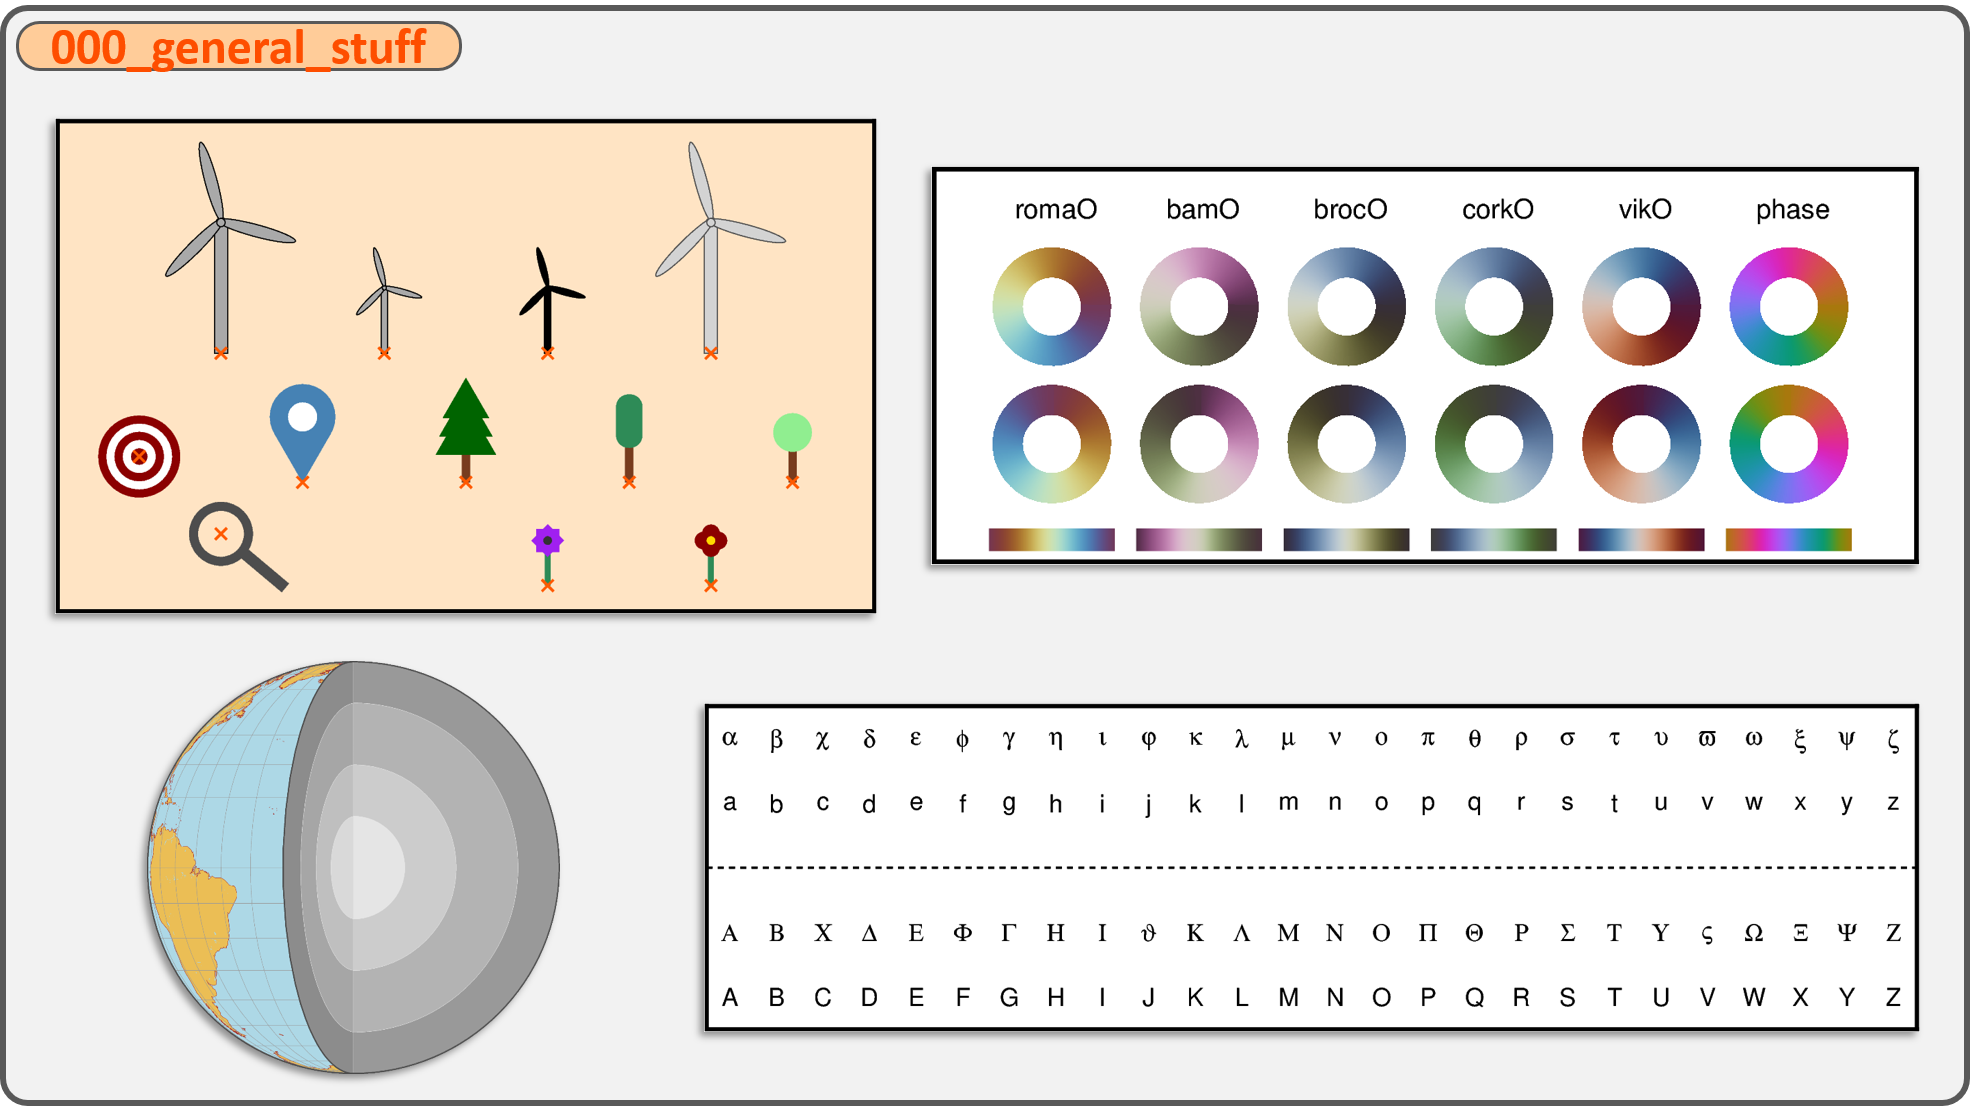 000_general_stuff
romaO bamO brocO corkO vikO phase
α β χ δ ε ϕ γ η ι φ κ λ μ ν ο π θ ρ σ τ υ ϖ ω ξ ψ ζ
a b c d e f g h i j k l m n o p q r s t u v w x y z
Α Β Χ Δ Ε Φ Γ Η Ι ϑ Κ Λ Μ Ν Ο Π Θ Ρ Σ Τ Υ ς Ω Ξ Ψ Ζ
A B C D E F G H I J K L M N O P Q R S T U V W X Y Z